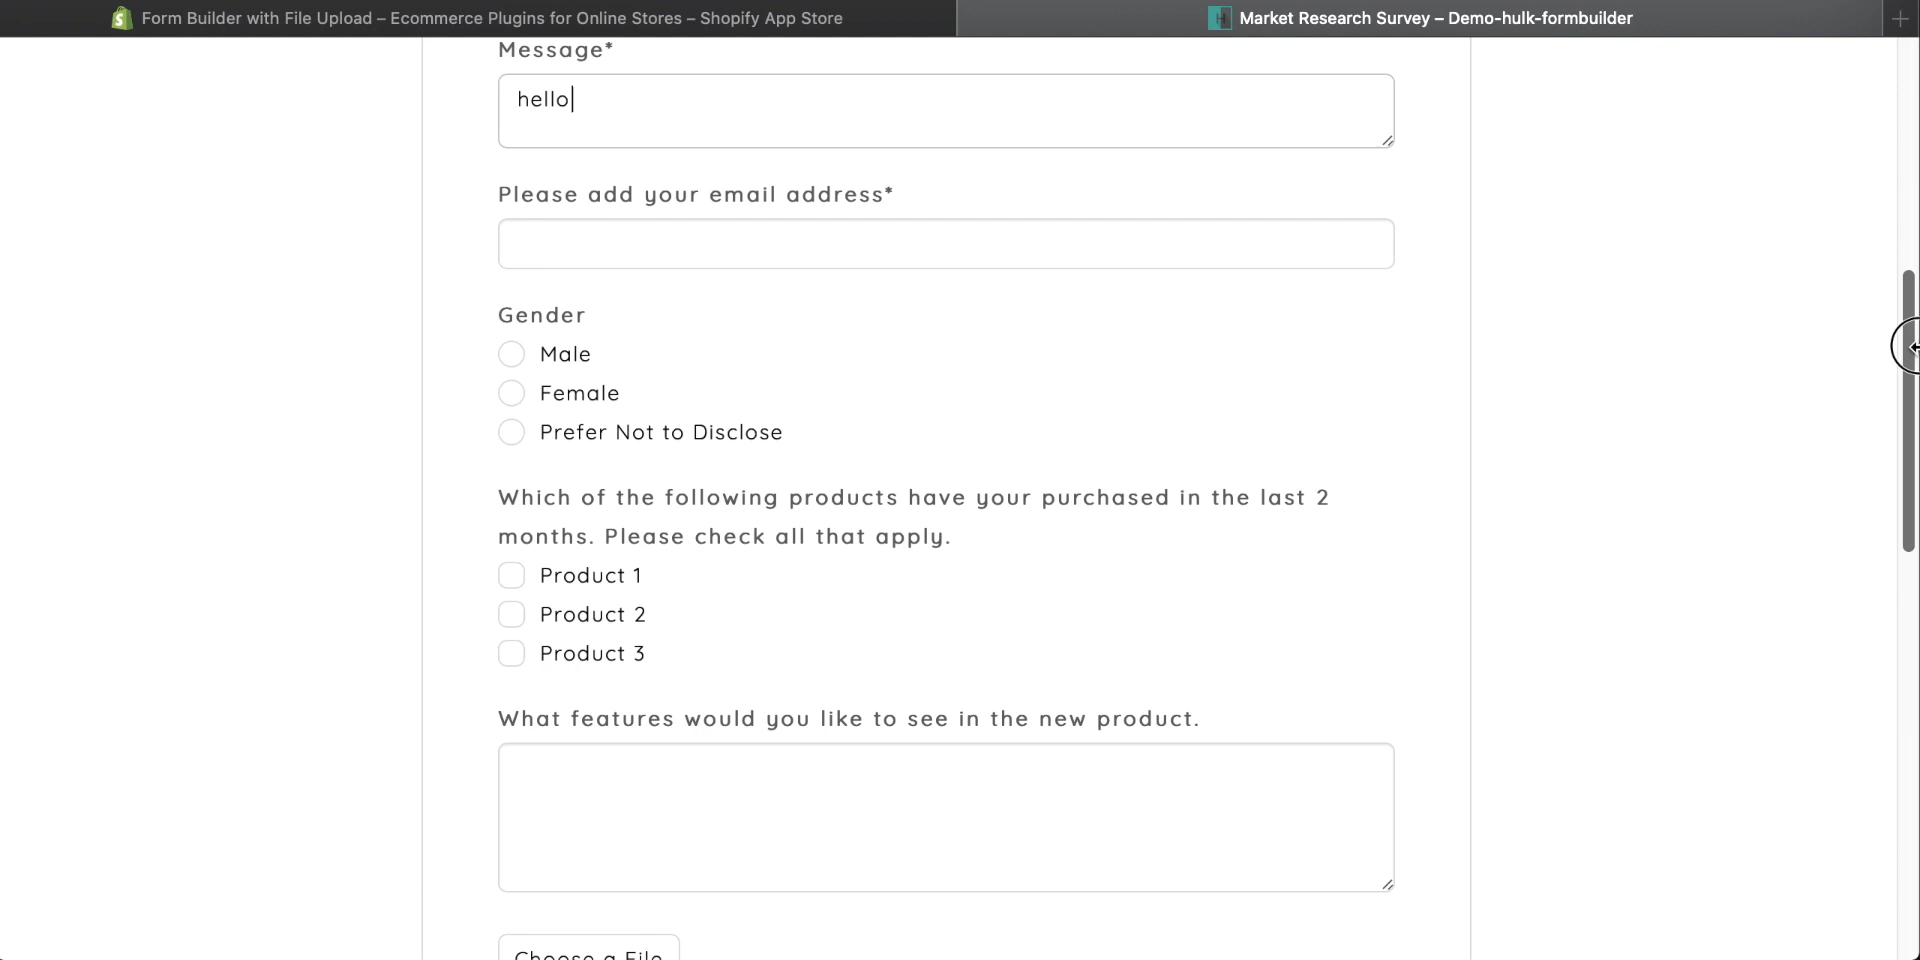 Form Builder with File Upload – Ecommerce Plugins for Online Stores – Shopify App Store
Market Research Survey – Demo-hulk-formbuilder
Message*
hello
Please add your email address*
Gender
Male
Female
Prefer Not to Disclose
Which of the following products have your purchased in the last 2
months. Please check all that apply.
Product 1
Product 2
Product 3
What features would you like to see in the new product.
Choose a File